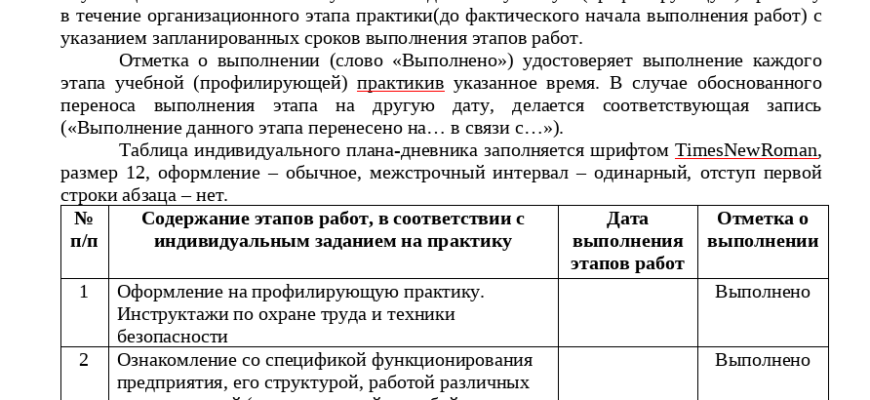 в течение организационного этапа практики(до фактического начала выполнения работ) с
указанием запланированных сроков выполнения этапов работ.
Отметка о выполнении (слово «Выполнено») удостоверяет выполнение каждого
этапа учебной (профилирующей) практикив указанное время. В случае обоснованного
переноса выполнения этапа на другую дату, делается соответствующая запись
(«Выполнение данного этапа перенесено на… в связи с…»).
Таблица индивидуального плана-дневника заполняется шрифтом TimesNewRoman,
размер 12, оформление – обычное, межстрочный интервал – одинарный, отступ первой
строки абзаца – нет.
№ п/п
Содержание этапов работ, в соответствии с
индивидуальным заданием на практику
Дата
выполнения
этапов работ
Отметка о
выполнении
1
Оформление на профилирующую практику.
Инструктажи по охране труда и техники
безопасности
Выполнено
2
Ознакомление со спецификой функционирования
предприятия, его структурой, работой различных
Выполнено